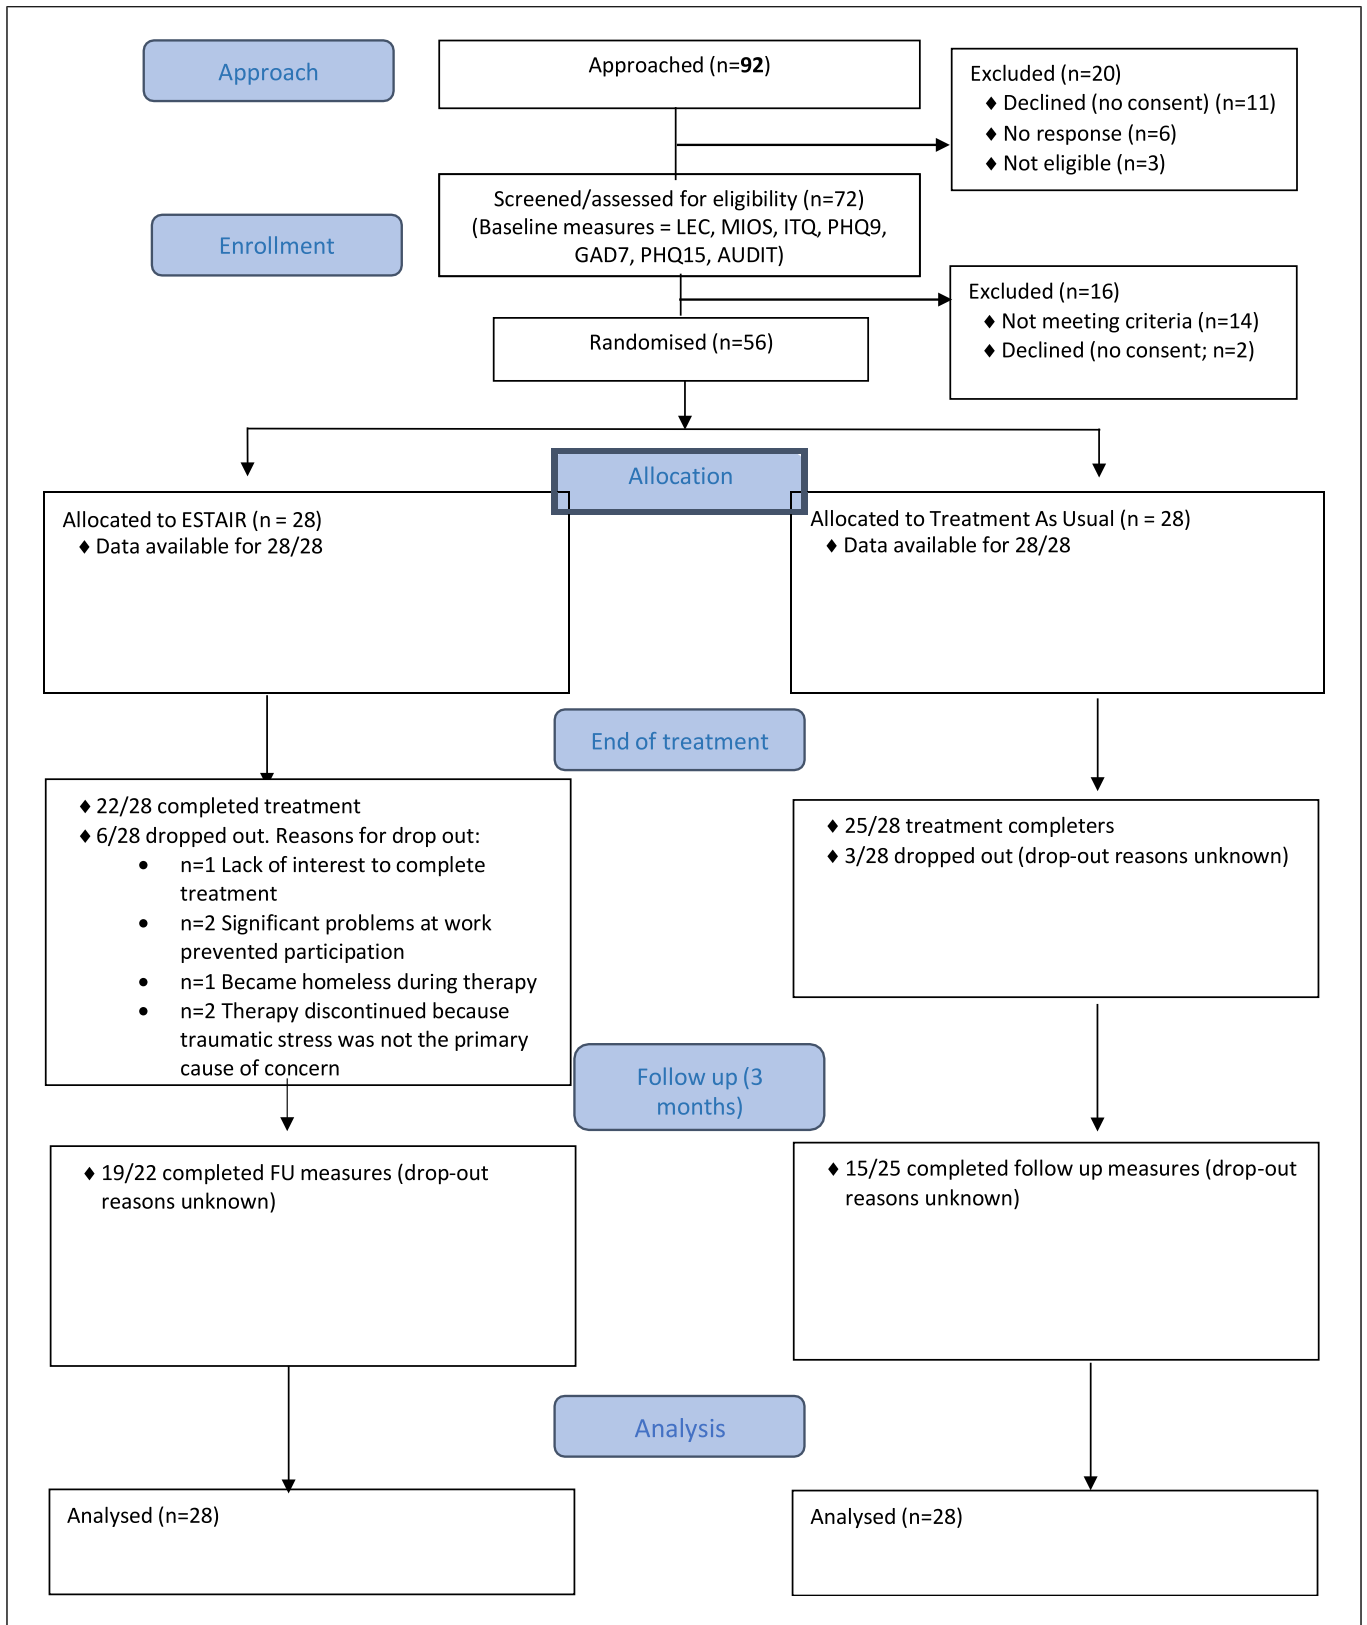 Approach
Approached (n=92)
Excluded (n=20)
♦ Declined (no consent) (n=11)
♦ No response (n=6)
♦ Not eligible (n=3)
Enrollment
Screened/assessed for eligibility (n=72)
(Baseline measures = LEC, MIOS, ITQ, PHQ9,
GAD7, PHQ15, AUDIT)
Excluded (n=16)
♦ Not meeting criteria (n=14)
♦ Declined (no consent; n=2)
Randomised (n=56)
Allocation
Allocated to ESTAIR (n = 28)
♦ Data available for 28/28
Allocated to Treatment As Usual (n = 28)
♦ Data available for 28/28
End of treatment
♦ 22/28 completed treatment
♦ 6/28 dropped out. Reasons for drop out:
• n=1 Lack of interest to complete
treatment
• n=2 Significant problems at work
prevented participation
• n=1 Became homeless during therapy
• n=2 Therapy discontinued because
traumatic stress was not the primary
cause of concern
♦ 25/28 treatment completers
♦ 3/28 dropped out (drop-out reasons unknown)
Follow up (3
months)
♦ 19/22 completed FU measures (drop-out
reasons unknown)
♦ 15/25 completed follow up measures (drop-out
reasons unknown)
Analysis
Analysed (n=28)
Analysed (n=28)